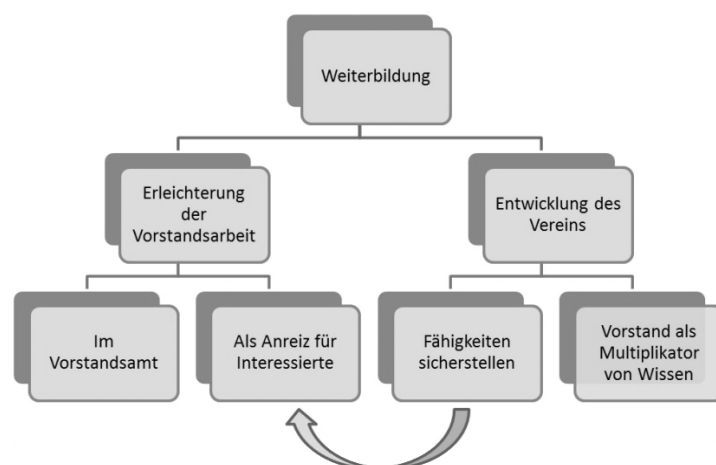 Weiterbildung
Erleichterung
der
Vorstandsarbeit
Entwicklung des
Vereins
Im
Vorstandsamt
Als Anreiz für
Interessierte
Fähigkeiten
sicherstellen
Vorstand als
Multiplikator
von Wissen